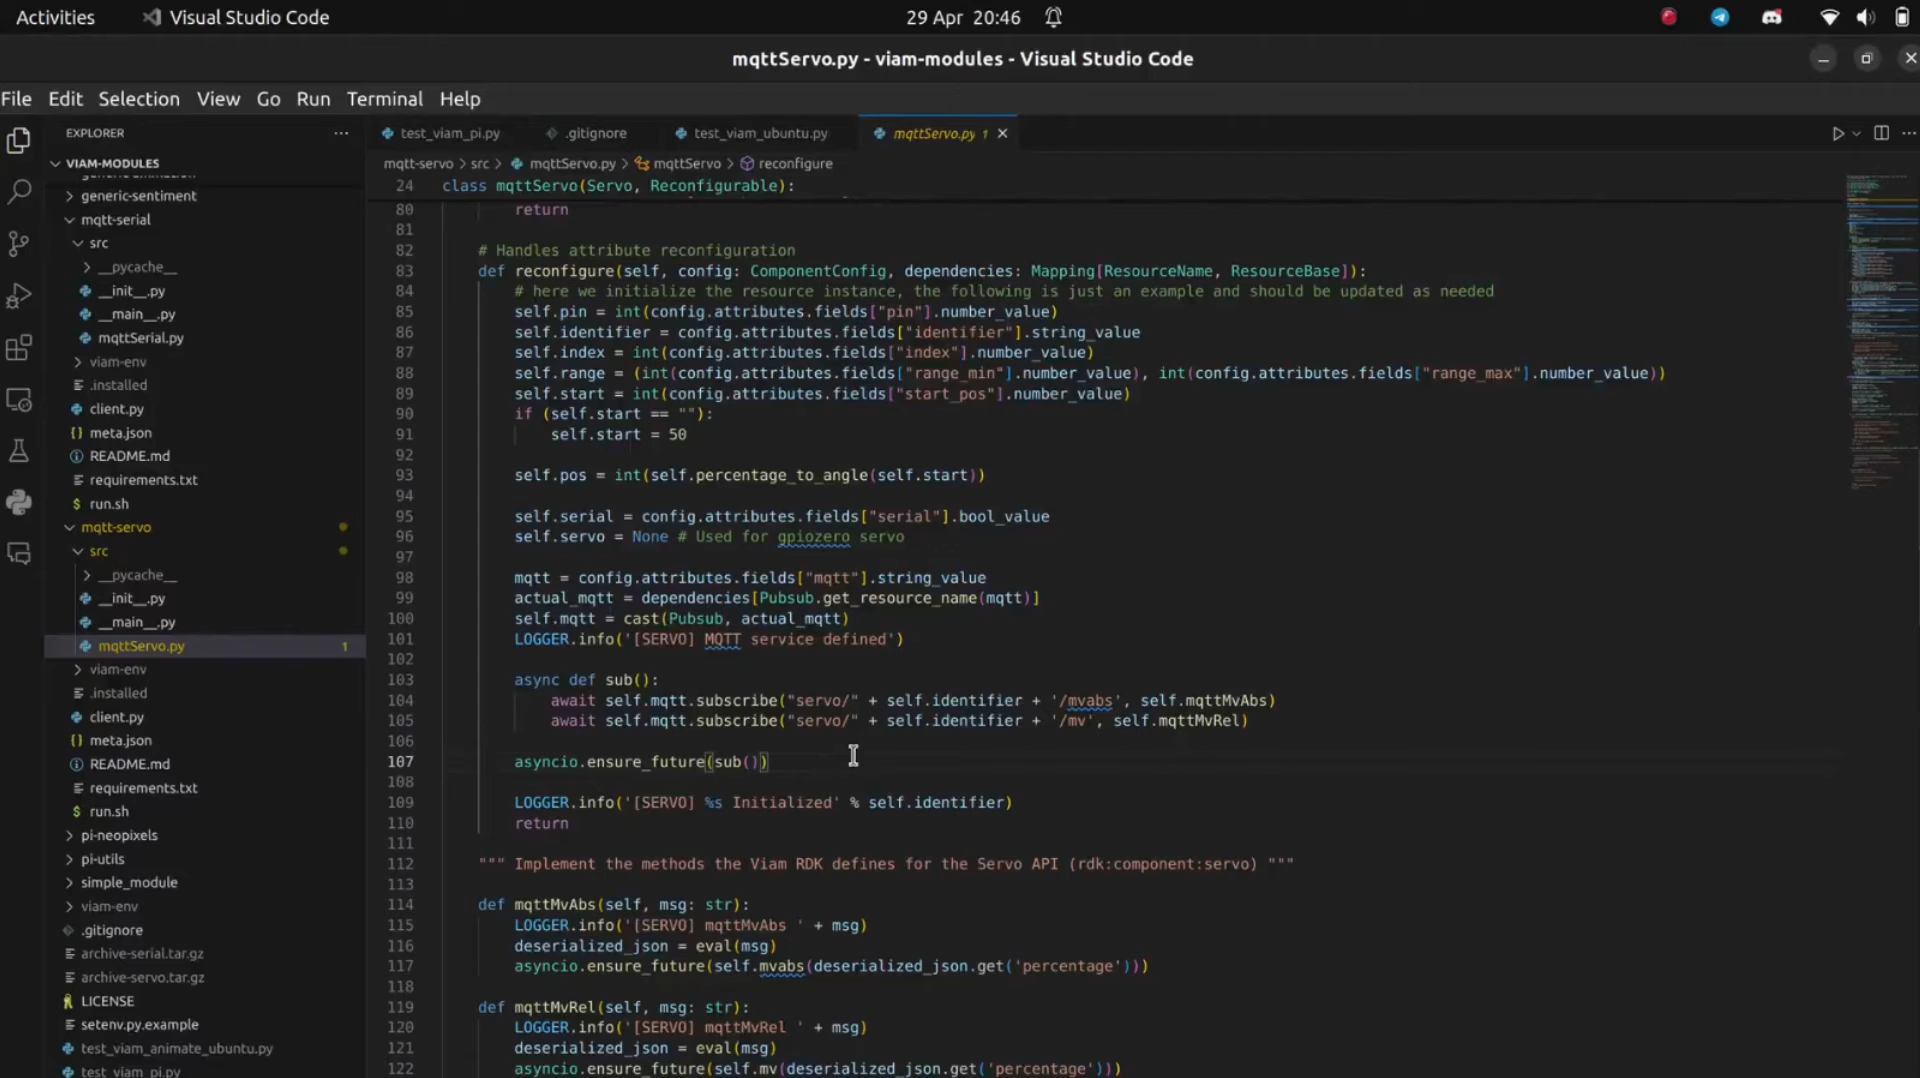 Activities
Visual Studio Code
29 Apr 20:46
mqttServo.py - viam-modules - Visual Studio Code
File Edit Selection View Go Run Terminal Help
EXPLORER
VIAM-MODULES
generic-sentiment
mqtt-serial
src
__pycache__
__init__.py
__main__.py
mqttSerial.py
viam-env
.installed
client.py
meta.json
README.md
requirements.txt
run.sh
mqtt-servo
src
__pycache__
__init__.py
__main__.py
mqttServo.py 1
viam-env
.installed
client.py
meta.json
README.md
requirements.txt
run.sh
pi-neopixels
pi-utils
simple_module
viam-env
.gitignore
archive-serial.tar.gz
archive-servo.tar.gz
LICENSE
setenv.py.example
test_viam_animate_ubuntu.py
test_viam_pi.py
test_viam_pi.py .gitignore test_viam_ubuntu.py mqttServo.py 1
mqtt-servo > src > mqttServo.py > mqttServo > reconfigure
24 class mqttServo(Servo, Reconfigurable):
80 return
81
82 # Handles attribute reconfiguration
83 def reconfigure(self, config: ComponentConfig, dependencies: Mapping[ResourceName, ResourceBase]):
84 # here we initialize the resource instance, the following is just an example and should be updated as needed
85 self.pin = int(config.attributes.fields["pin"].number_value)
86 self.identifier = config.attributes.fields["identifier"].string_value
87 self.index = int(config.attributes.fields["index"].number_value)
88 self.range = (int(config.attributes.fields["range_min"].number_value), int(config.attributes.fields["range_max"].number_value))
89 self.start = int(config.attributes.fields["start_pos"].number_value)
90 if (self.start == ""):
91 self.start = 50
92
93 self.pos = int(self.percentage_to_angle(self.start))
94
95 self.serial = config.attributes.fields["serial"].bool_value
96 self.servo = None # Used for gpiozero servo
97
98 mqtt = config.attributes.fields["mqtt"].string_value
99 actual_mqtt = dependencies[Pubsub.get_resource_name(mqtt)]
100 self.mqtt = cast(Pubsub, actual_mqtt)
101 LOGGER.info('[SERVO] MQTT service defined')
102
103 async def sub():
104 await self.mqtt.subscribe("servo/" + self.identifier + '/mvabs', self.mqttMvAbs)
105 await self.mqtt.subscribe("servo/" + self.identifier + '/mv', self.mqttMvRel)
106
107 asyncio.ensure_future(sub())
108
109 LOGGER.info('[SERVO] %s Initialized' % self.identifier)
110 return
111
112 """ Implement the methods the Viam RDK defines for the Servo API (rdk:component:servo) """
113
114 def mqttMvAbs(self, msg: str):
115 LOGGER.info('[SERVO] mqttMvAbs ' + msg)
116 deserialized_json = eval(msg)
117 asyncio.ensure_future(self.mvabs(deserialized_json.get('percentage')))
118
119 def mqttMvRel(self, msg: str):
120 LOGGER.info('[SERVO] mqttMvRel ' + msg)
121 deserialized_json = eval(msg)
122 asyncio.ensure_future(self.mv(deserialized_json.get('percentage')))